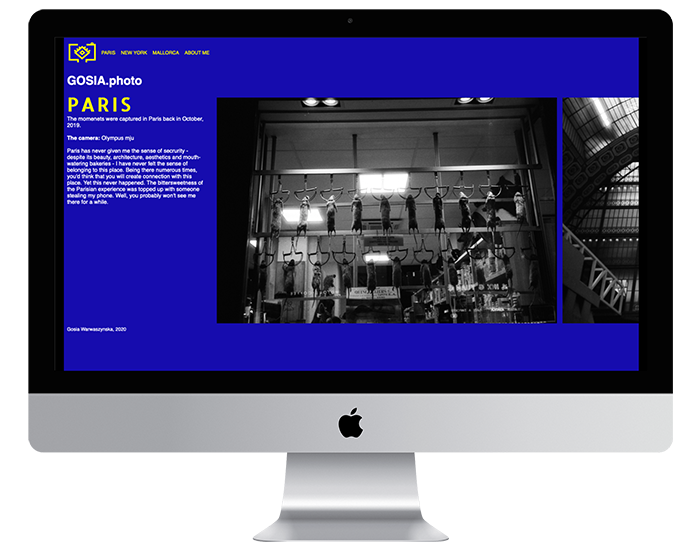 PARIS NEW YORK MALLORCA ABOUT ME
GOSIA.photo
PARIS
The momenets were captured in Paris back in October,
2019.
The camera: Olympus mju
Paris has never given me the sense of secrurity -
despite its beauty, architecture, aesthetics and mouth-
watering bakeries - I have never felt the sense of
belonging to this place. Being there numerous times,
you'd think that you will create connection with this
place. Yet this never happened. The bittersweetness of
the Parisian experience was topped up with someone
stealing my phone. Well, you probably won't see me
there for a while.
Gosia Warwaszynska, 2020